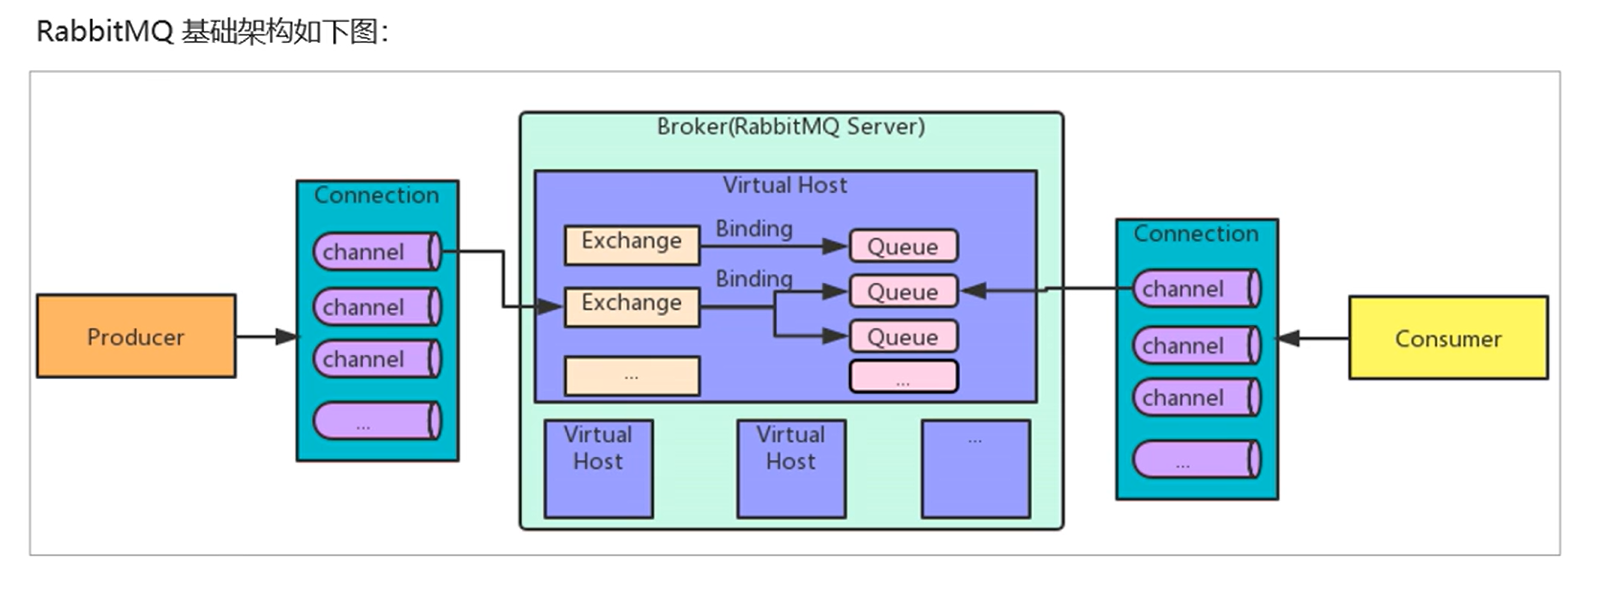 RabbitMQ 基础架构如下图：
Broker(RabbitMQ Server)
Connection
channel
channel
channel
...
Producer
Virtual Host
Exchange
Binding
Queue
Exchange
Binding
Queue
Queue
...
...
Virtual
Host
Virtual
Host
...
Connection
channel
channel
channel
...
Consumer